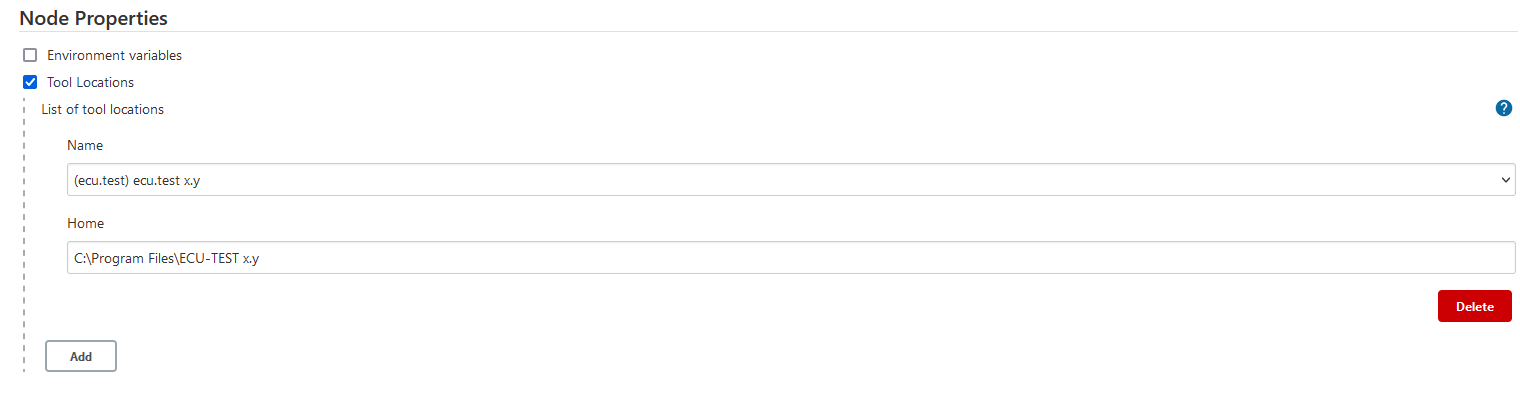 Node Properties
Environment variables
Tool Locations
List of tool locations
?
Name
(ecu.test) ecu.test x.y
Home
C:\Program Files\ECU-TEST x.y
Delete
Add